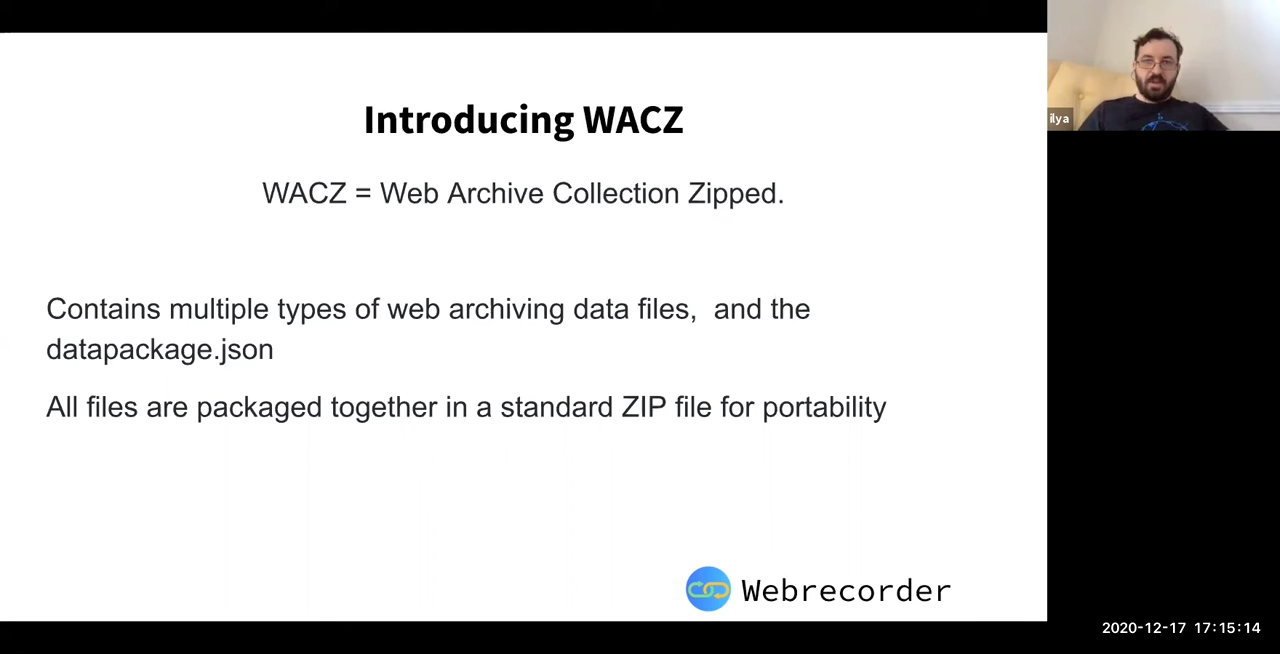 Introducing WACZ
WACZ = Web Archive Collection Zipped.
Contains multiple types of web archiving data files,  and the
datapackage.json
All files are packaged together in a standard ZIP file for portability
Webrecorder
ilya
2020-12-17 17:15:14